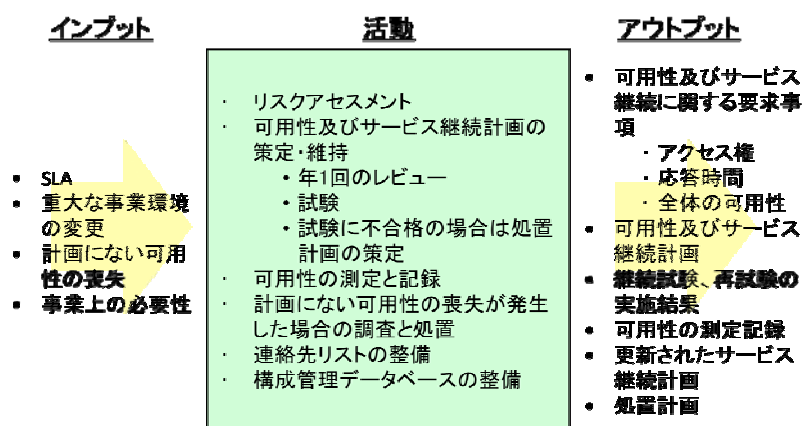 インプット
・ SLA
・ 重大な事業環境
の変更
・ 計画にない可用
性の喪失
・ 事業上の必要性
活動
・ リスクアセスメント
・ 可用性及びサービス継続計画の
策定・維持
・年1回のレビュー
・試験
・試験に不合格の場合は処置
計画の策定
・ 可用性の測定と記録
・ 計画にない可用性の喪失が発生
した場合の調査と処置
・ 連絡先リストの整備
・ 構成管理データベースの整備
アウトプット
・ 可用性及びサービス
継続に関する要求事
項
・アクセス権
・応答時間
・全体の可用性
・ 可用性及びサービス
継続計画
・ 継続試験、再試験の
実施結果
・ 可用性の測定記録
・ 更新されたサービス
継続計画
・ 処置計画